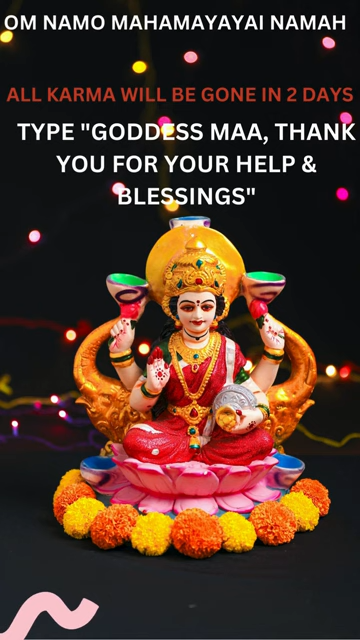 OM NAMO MAHAMAYAYAI NAMAH
ALL KARMA WILL BE GONE IN 2 DAYS
TYPE "GODDESS MAA, THANK
YOU FOR YOUR HELP &
BLESSINGS"